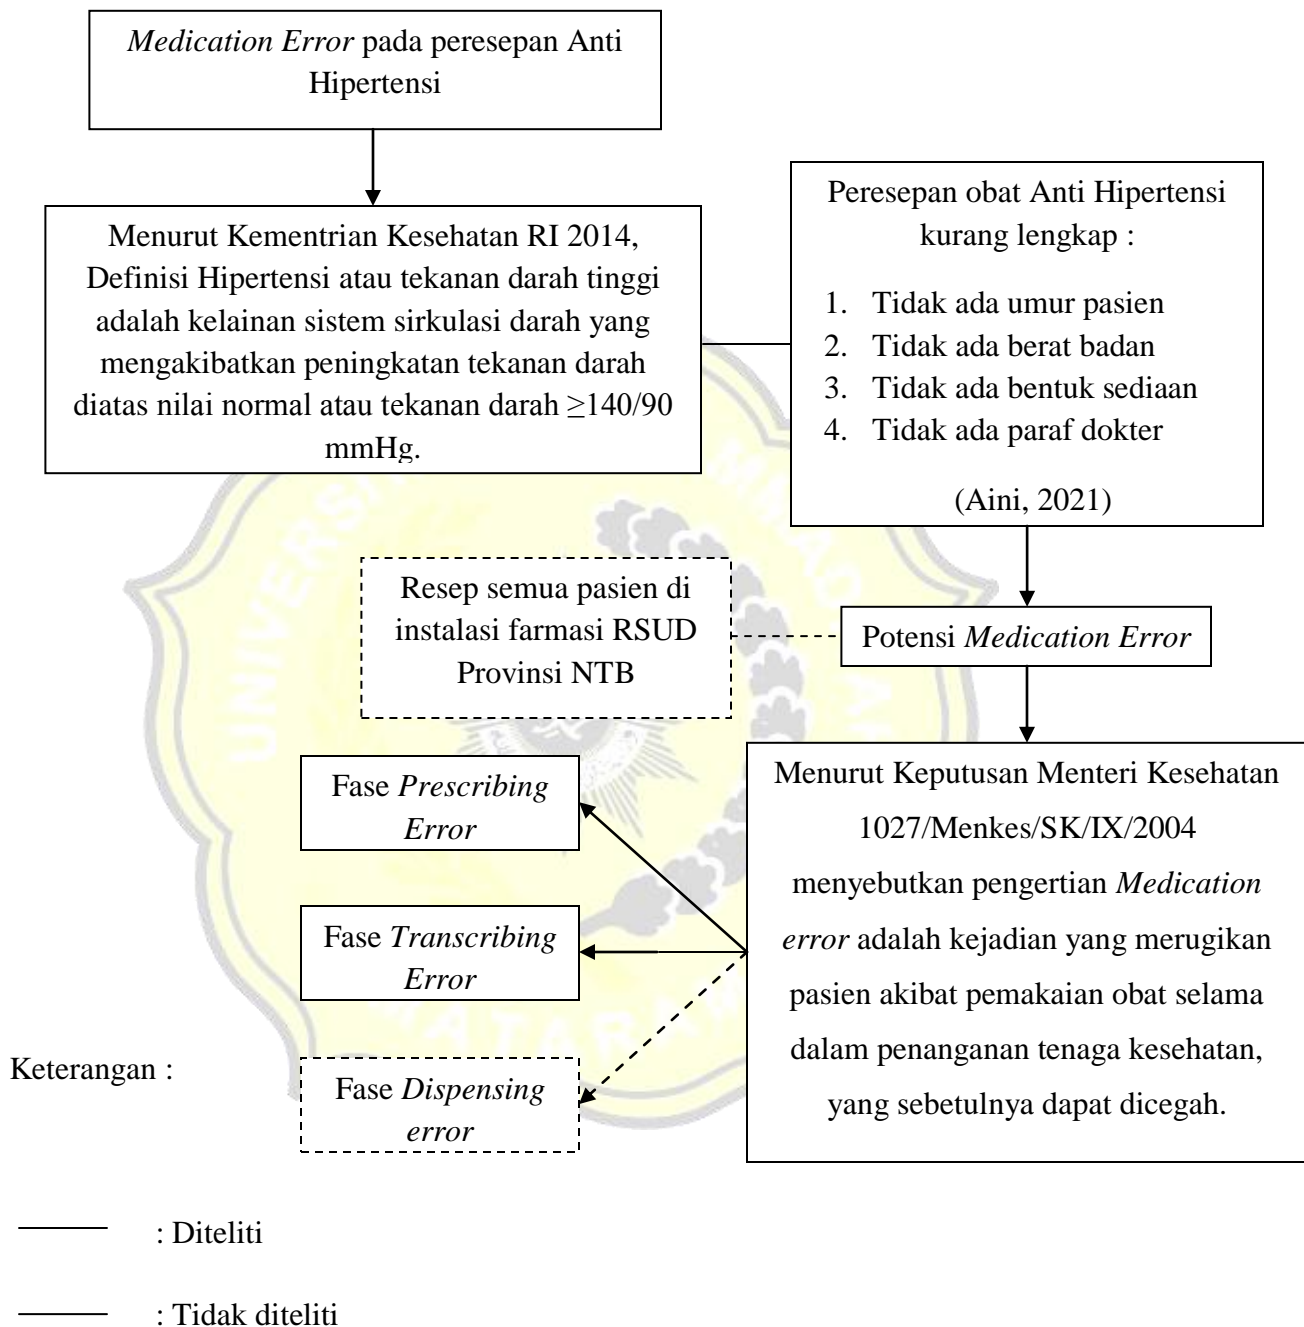 Medication Error pada peresepan Anti
Hipertensi
Menurut Kementrian Kesehatan RI 2014,
Definisi Hipertensi atau tekanan darah tinggi
adalah kelainan sistem sirkulasi darah yang
mengakibatkan peningkatan tekanan darah
diatas nilai normal atau tekanan darah ≥140/90
mmHg.
Peresepan obat Anti Hipertensi
kurang lengkap :
1. Tidak ada umur pasien
2. Tidak ada berat badan
3. Tidak ada bentuk sediaan
4. Tidak ada paraf dokter
(Aini, 2021)
Resep semua pasien di
instalasi farmasi RSUD
Provinsi NTB
Potensi Medication Error
Fase Prescribing
Error
Fase Transcribing
Error
Fase Dispensing
error
Menurut Keputusan Menteri Kesehatan
1027/Menkes/SK/IX/2004
menyebutkan pengertian Medication
error adalah kejadian yang merugikan
pasien akibat pemakaian obat selama
dalam penanganan tenaga kesehatan,
yang sebetulnya dapat dicegah.
Keterangan :
: Diteliti
: Tidak diteliti
MATARAM